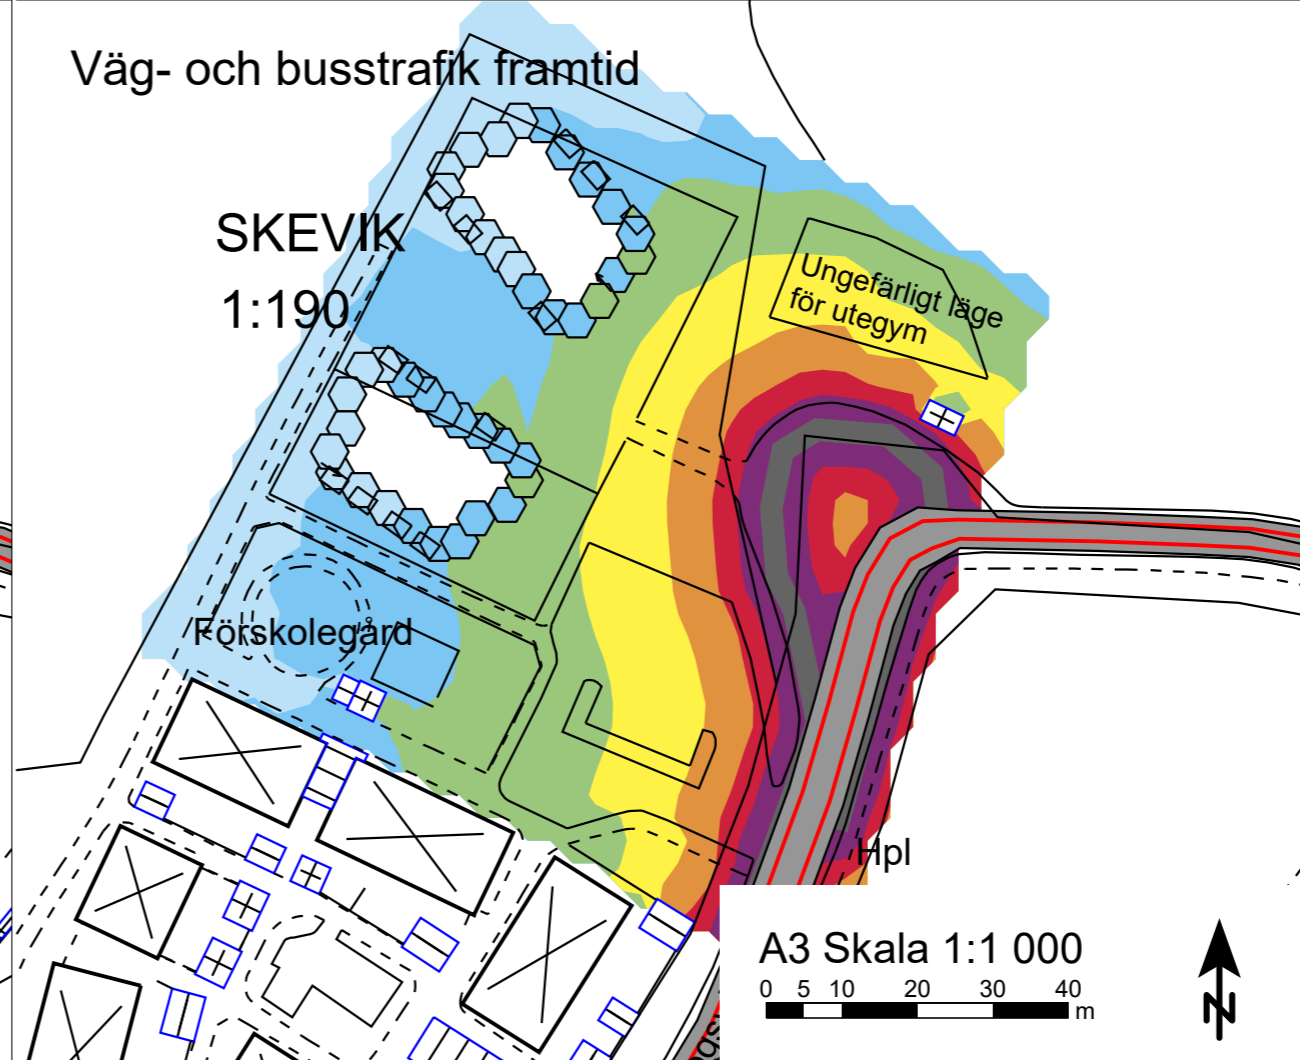 Väg- och busstrafik framtid
SKEVIK
1:190
Ungefärligt läge
för utegym
Förskolegård
Hpl
A3 Skala 1:1 000
0 5 10 20 30 40
m
N